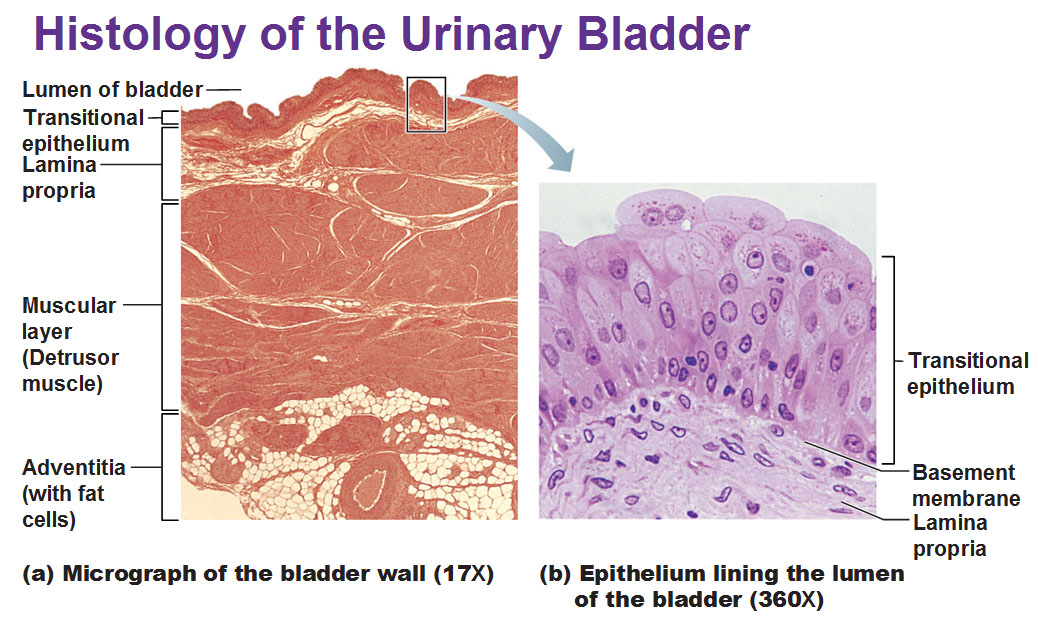 Histology of the Urinary Bladder
Lumen of bladder
Transitional
epithelium
Lamina
propria
Muscular
layer
(Detrusor
muscle)
Adventitia
(with fat
cells)
(a) Micrograph of the bladder wall (17X)
Transitional
epithelium
Basement
membrane
Lamina
propria
(b) Epithelium lining the lumen
of the bladder (360X)